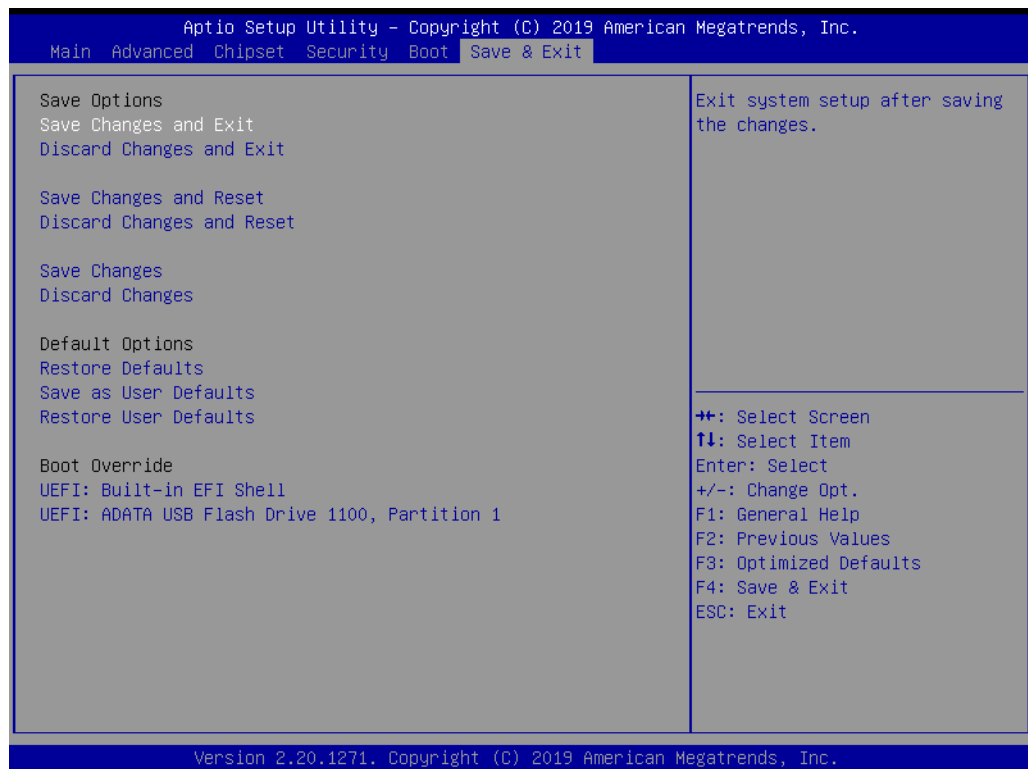 Aptio Setup Utility – Copyright (C) 2019 American Megatrends, Inc.
Main Advanced Chipset Security Boot Save & Exit
Save Options
Save Changes and Exit
Discard Changes and Exit
Save Changes and Reset
Discard Changes and Reset
Save Changes
Discard Changes
Default Options
Restore Defaults
Save as User Defaults
Restore User Defaults
Boot Override
UEFI: Built-in EFI Shell
UEFI: ADATA USB Flash Drive 1100, Partition 1
Exit system setup after saving
the changes.
→←: Select Screen
↑↓: Select Item
Enter: Select
+/-: Change Opt.
F1: General Help
F2: Previous Values
F3: Optimized Defaults
F4: Save & Exit
ESC: Exit
Version 2.20.1271. Copyright (C) 2019 American Megatrends, Inc.